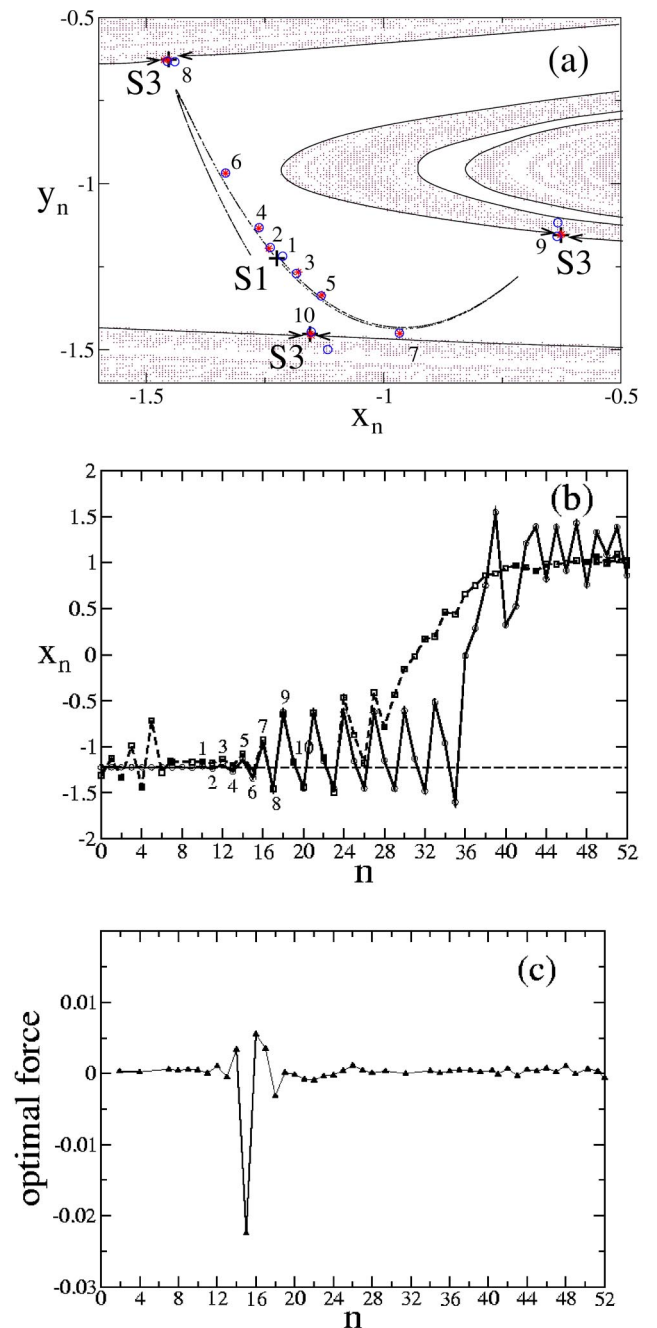 -0.5
(a)
8
S3
6
-1
yₙ
4
2
1
S1
3
9
S3
5
10
-1.5
S3
7
-1.5 -1 -0.5
xₙ
2
(b)
1.5
1
0.5
xₙ
0
9
-0.5
7
5
1 3
10
-1
2 4
6
8
-1.5
-2
0 4 8 12 16 20 24 28 32 36 40 44 48 52
n
(c)
0.01
0
-0.01
-0.02
-0.03
optimal force
0 4 8 12 16 20 24 28 32 36 40 44 48 52
n